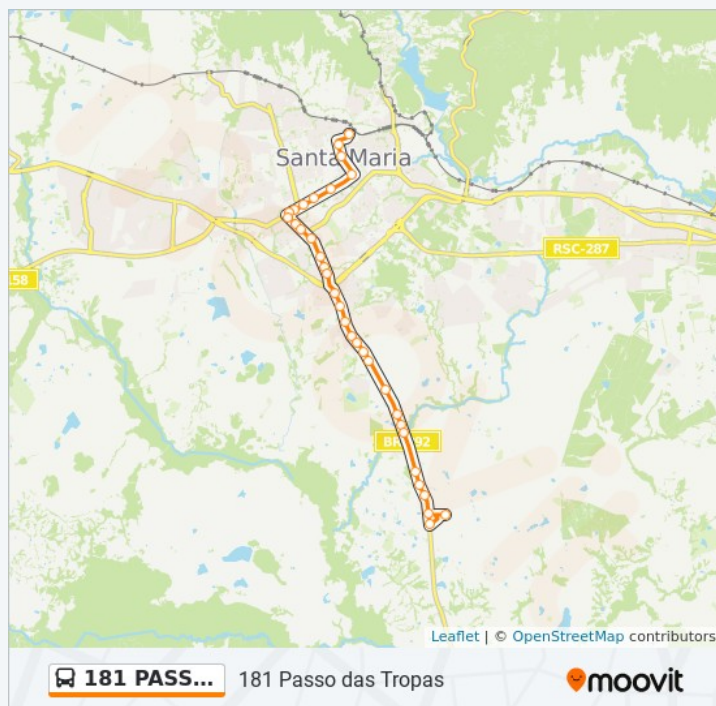 Santa Maria
RSC-287
158
BR-392
Leaflet | © OpenStreetMap contributors
181 PASS...
181 Passo das Tropas
moovit